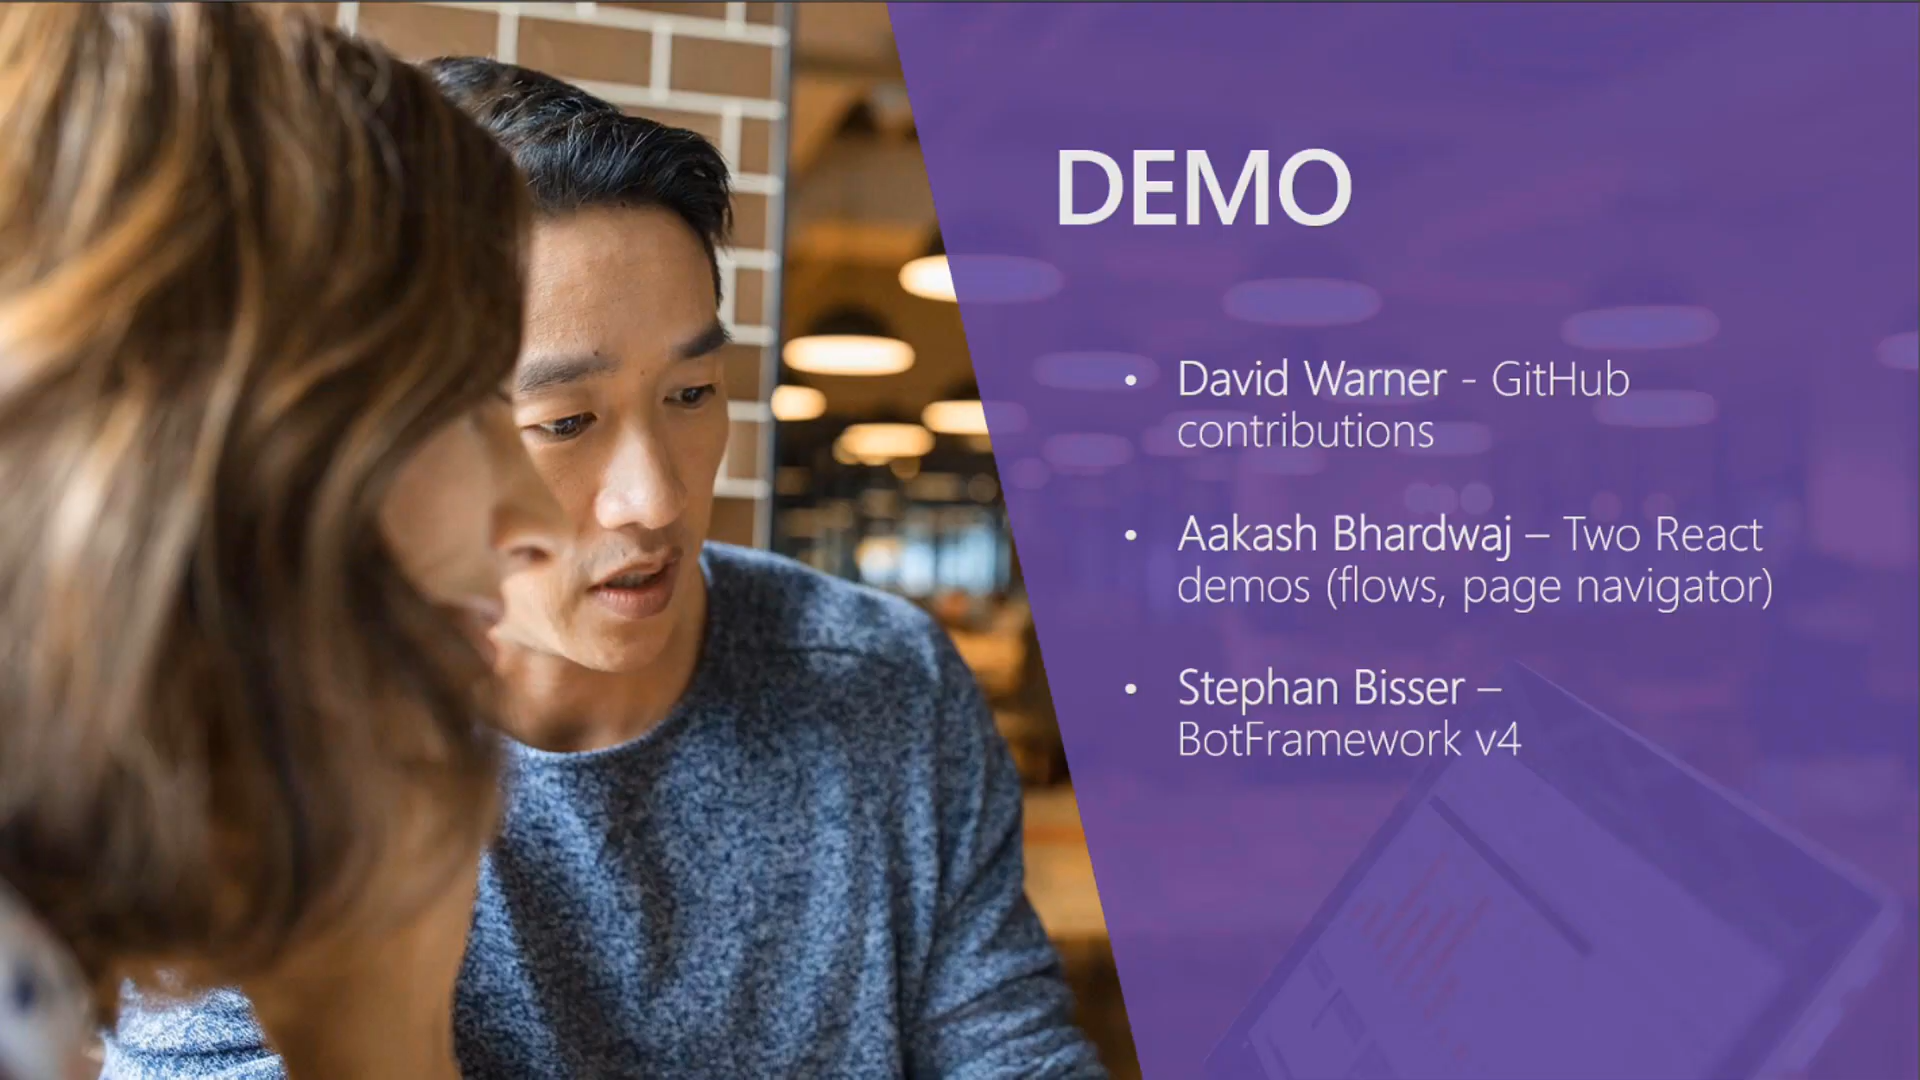 DEMO
• David Warner - GitHub
contributions
• Aakash Bhardwaj – Two React
demos (flows, page navigator)
• Stephan Bisser –
BotFramework v4